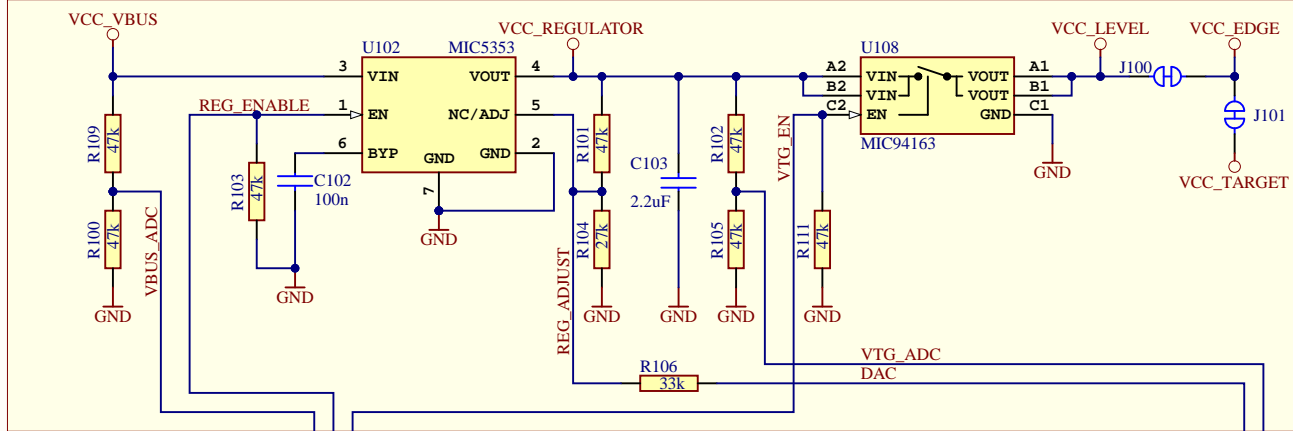 VCC_VBUS
VCC_REGULATOR
VCC_LEVEL
VCC_EDGE
U102
MIC5353
U108
J100
3
VIN
VOUT
4
A2
VIN
VOUT
A1
B2
VIN
VOUT
B1
REG_ENABLE
1
EN
NC/ADJ
5
C2
EN
GND
C1
J101
R109
47k
6
BYP
GND
GND
2
7
R101
47k
R102
47k
VTG_EN
MIC94163
GND
VCC_TARGET
R103
47k
C102
100n
C103
2.2uF
R100
47k
VBUS_ADC
GND
R104
27k
R105
47k
R111
47k
GND
REG_ADJUST
GND
GND
GND
GND
GND
R106
33k
VTG_ADC
DAC